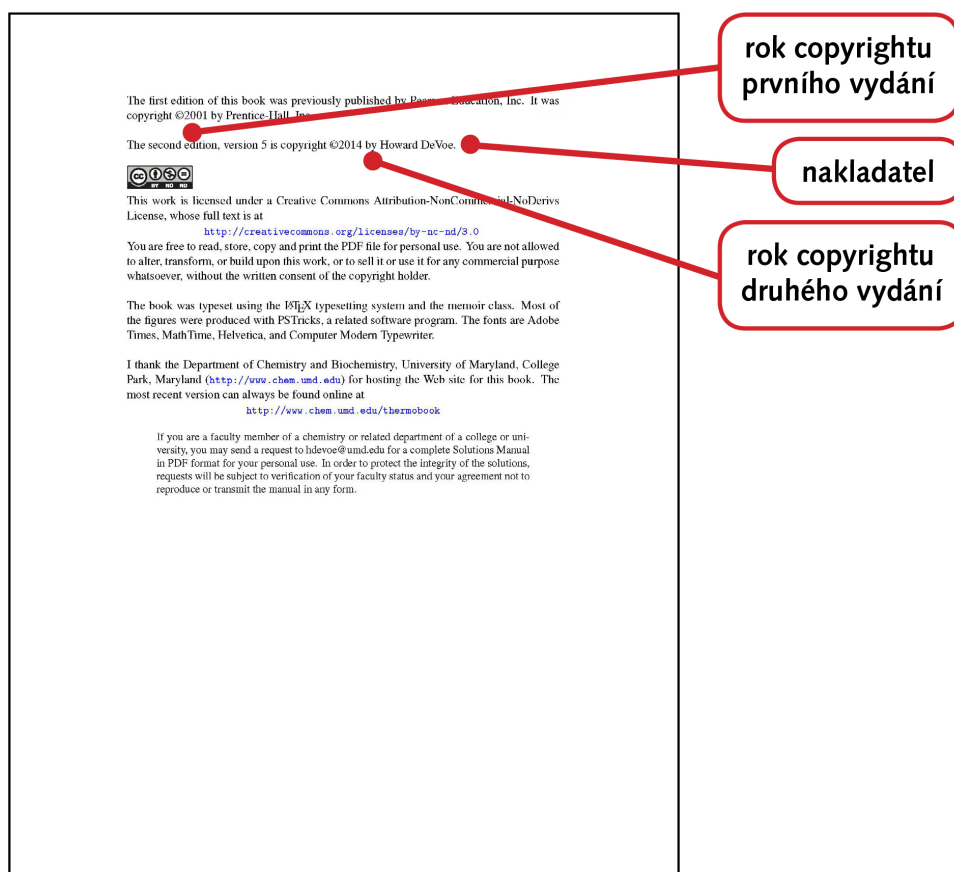 rok copyrightu
prvního vydání
The first edition of this book was previously published by Pearson Education, Inc. It was
copyright ©2001 by Prentice-Hall, Inc.
The second edition, version 5 is copyright ©2014 by Howard DeVoe.
nakladatel
cc
BY NC ND
This work is licensed under a Creative Commons Attribution-NonCommercial-NoDerivs
License, whose full text is at
http://creativecommons.org/licenses/by-nc-nd/3.0
You are free to read, store, copy and print the PDF file for personal use. You are not allowed
to alter, transform, or build upon this work, or to sell it or use it for any commercial purpose
whatsoever, without the written consent of the copyright holder.
rok copyrightu
druhého vydání
The book was typeset using the LATEX typesetting system and the memoir class. Most of
the figures were produced with PSTricks, a related software program. The fonts are Adobe
Times, MathTime, Helvetica, and Computer Modern Typewriter.
I thank the Department of Chemistry and Biochemistry, University of Maryland, College
Park, Maryland (http://www.chem.umd.edu) for hosting the Web site for this book. The
most recent version can always be found online at
http://www.chem.umd.edu/thermobook
If you are a faculty member of a chemistry or related department of a college or uni-
versity, you may send a request to hdevoe@umd.edu for a complete Solutions Manual
in PDF format for your personal use. In order to protect the integrity of the solutions,
requests will be subject to verification of your faculty status and your agreement not to
reproduce or transmit the manual in any form.